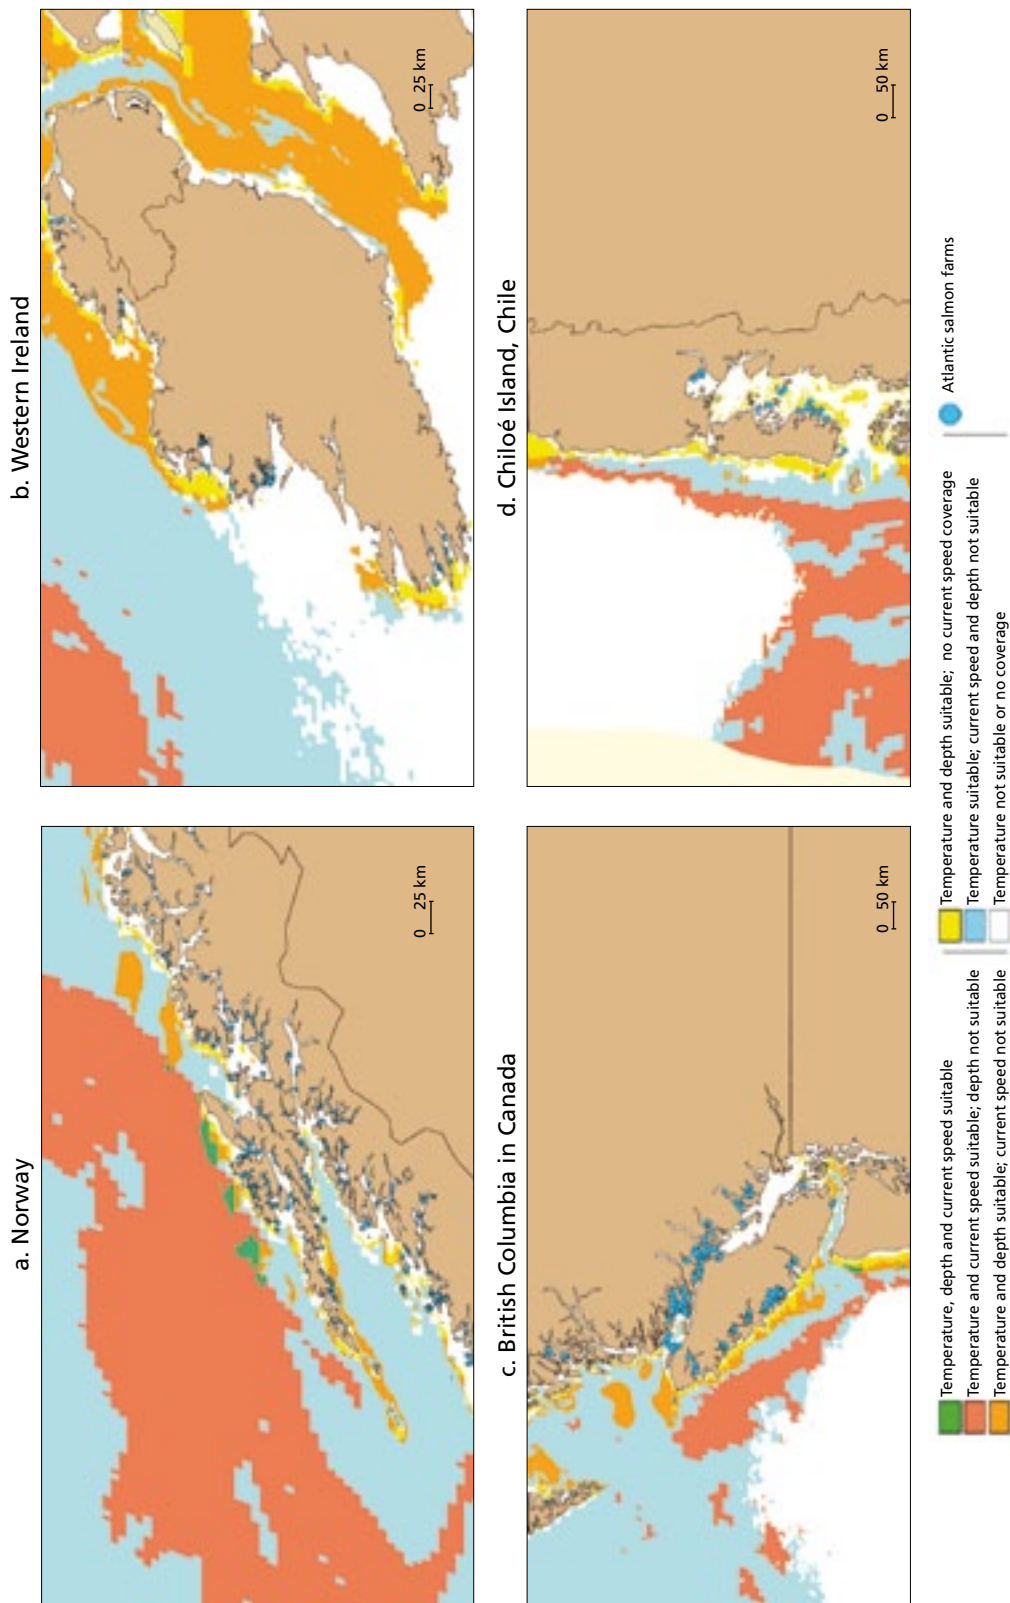 a. Norway
0 25 km
b. Western Ireland
0 25 km
c. British Columbia in Canada
0 50 km
d. Chiloé Island, Chile
0 50 km
Temperature, depth and current speed suitable
Temperature and current speed suitable; depth not suitable
Temperature and depth suitable; current speed not suitable
Temperature and depth suitable; no current speed coverage
Temperature suitable; current speed and depth not suitable
Temperature not suitable or no coverage
Atlantic salmon farms